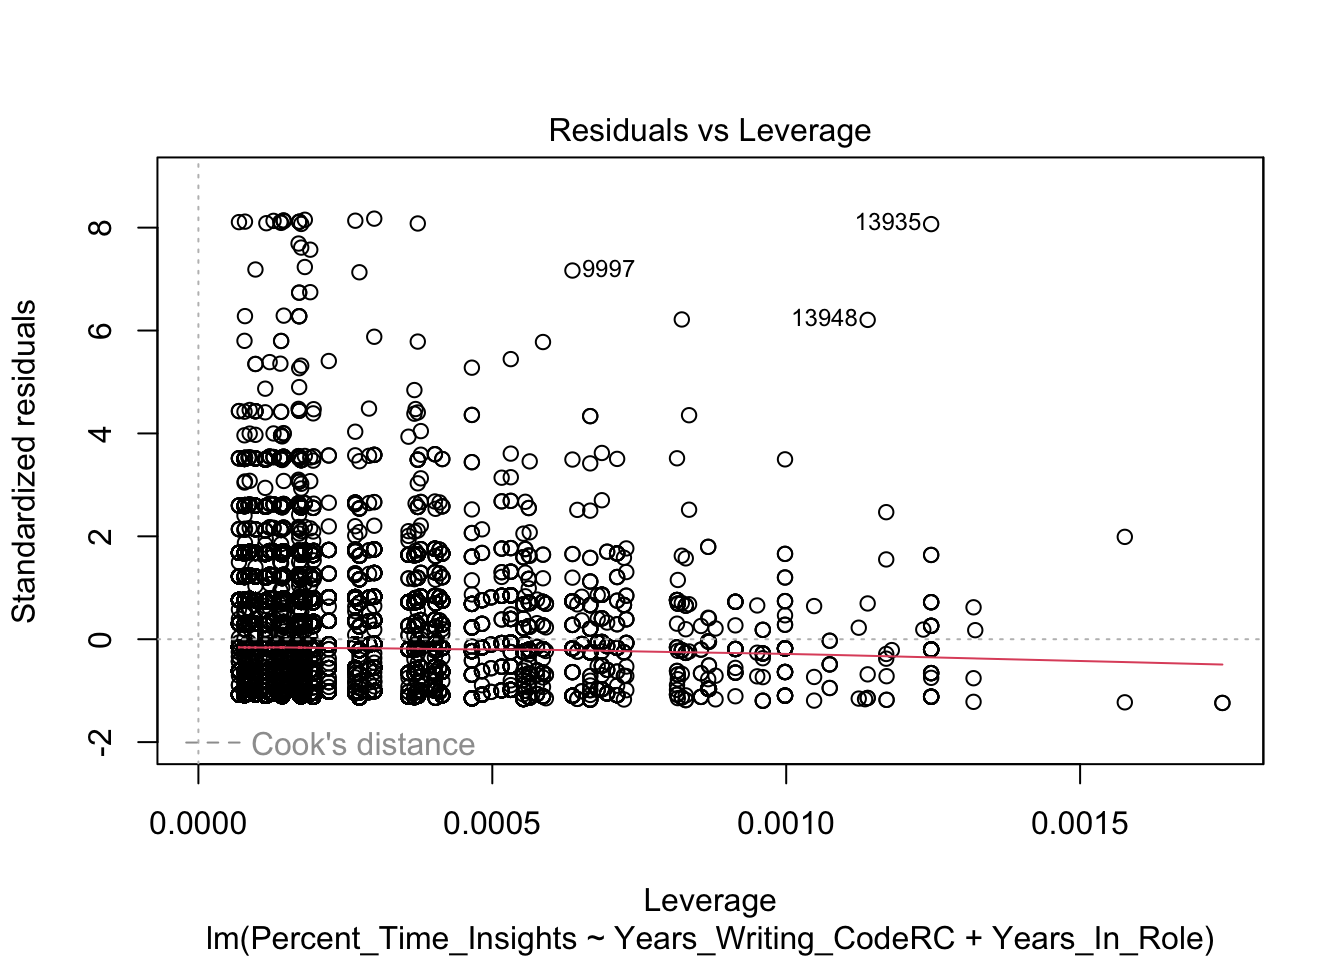 Residuals vs Leverage
Standardized residuals
8
6
4
2
0
-2
13935
9997
13948
Cook's distance
0.0000 0.0005 0.0010 0.0015
Leverage
lm(Percent_Time_Insights ~ Years_Writing_CodeRC + Years_In_Role)